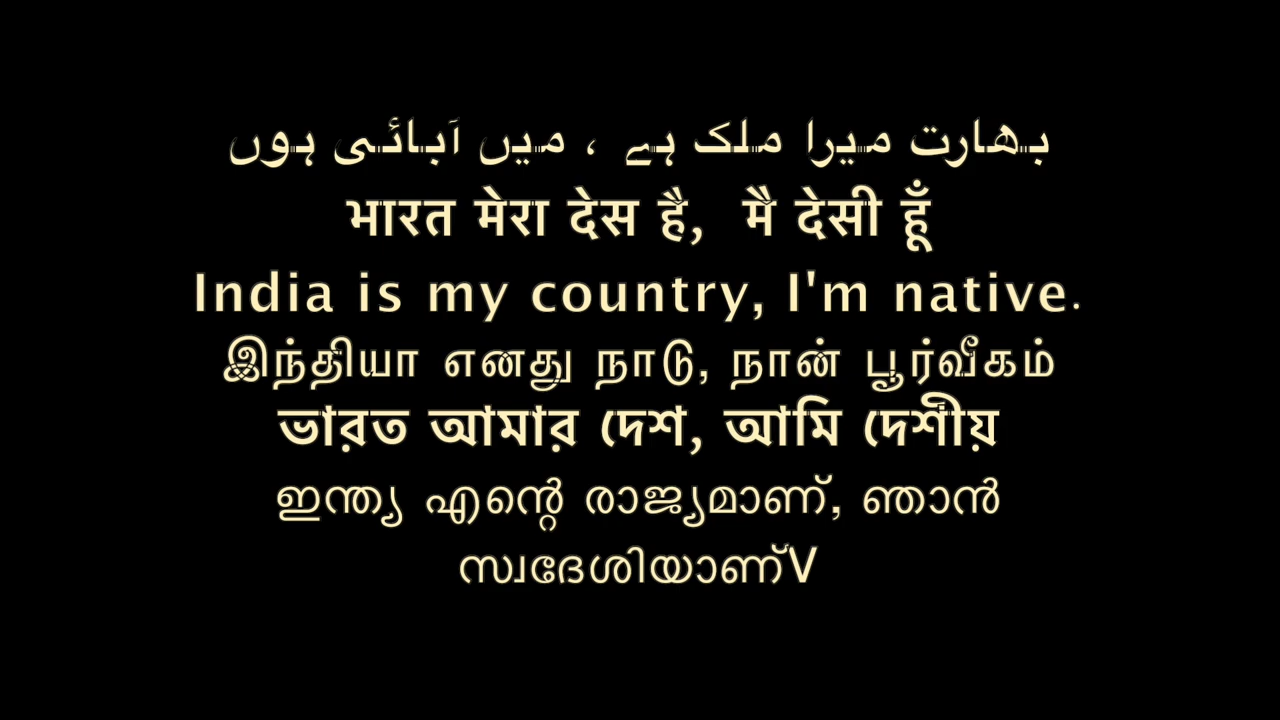 بھارت میرا ملک ہے ، میں آبائی ہوں
भारत मेरा देस है, मै देसी हूँ
India is my country, I'm native.
இந்தியா எனது நாடு, நான் பூர்வீகம்
ভারত আমার দেশ, আমি দেশীয়
ഇന്ത്യ എന്റെ രാജ്യമാണ്, ഞാൻ
സ്വദേശിയാണ്V